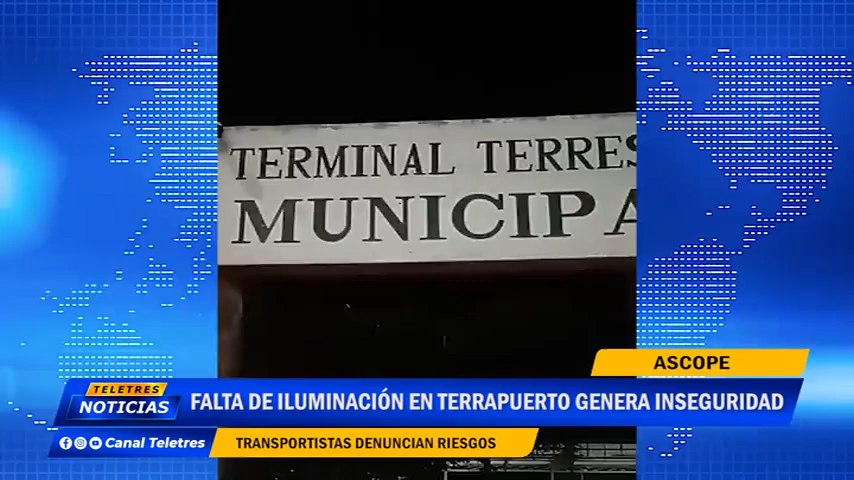 TERMINAL TERRES
MUNICIPA
ASCOPE
TELETRES
NOTICIAS
FALTA DE ILUMINACIÓN EN TERRAPUERTO GENERA INSEGURIDAD
Canal Teletres
TRANSPORTISTAS DENUNCIAN RIESGOS